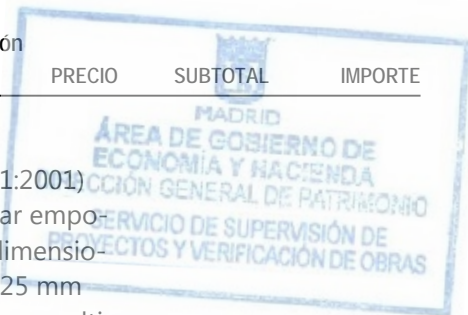 ón
PRECIO SUBTOTAL IMPORTE
MADRID
ÁREA DE GOBIERNO DE
ECONOMÍA Y HACIENDA
1:2001)
CCIÓN GENERAL DE PATRIMONIO
ar empo-
SERVICIO DE SUPERVISIÓN DE
dimensio-
PROYECTOS Y VERIFICACIÓN DE OBRAS
25 mm